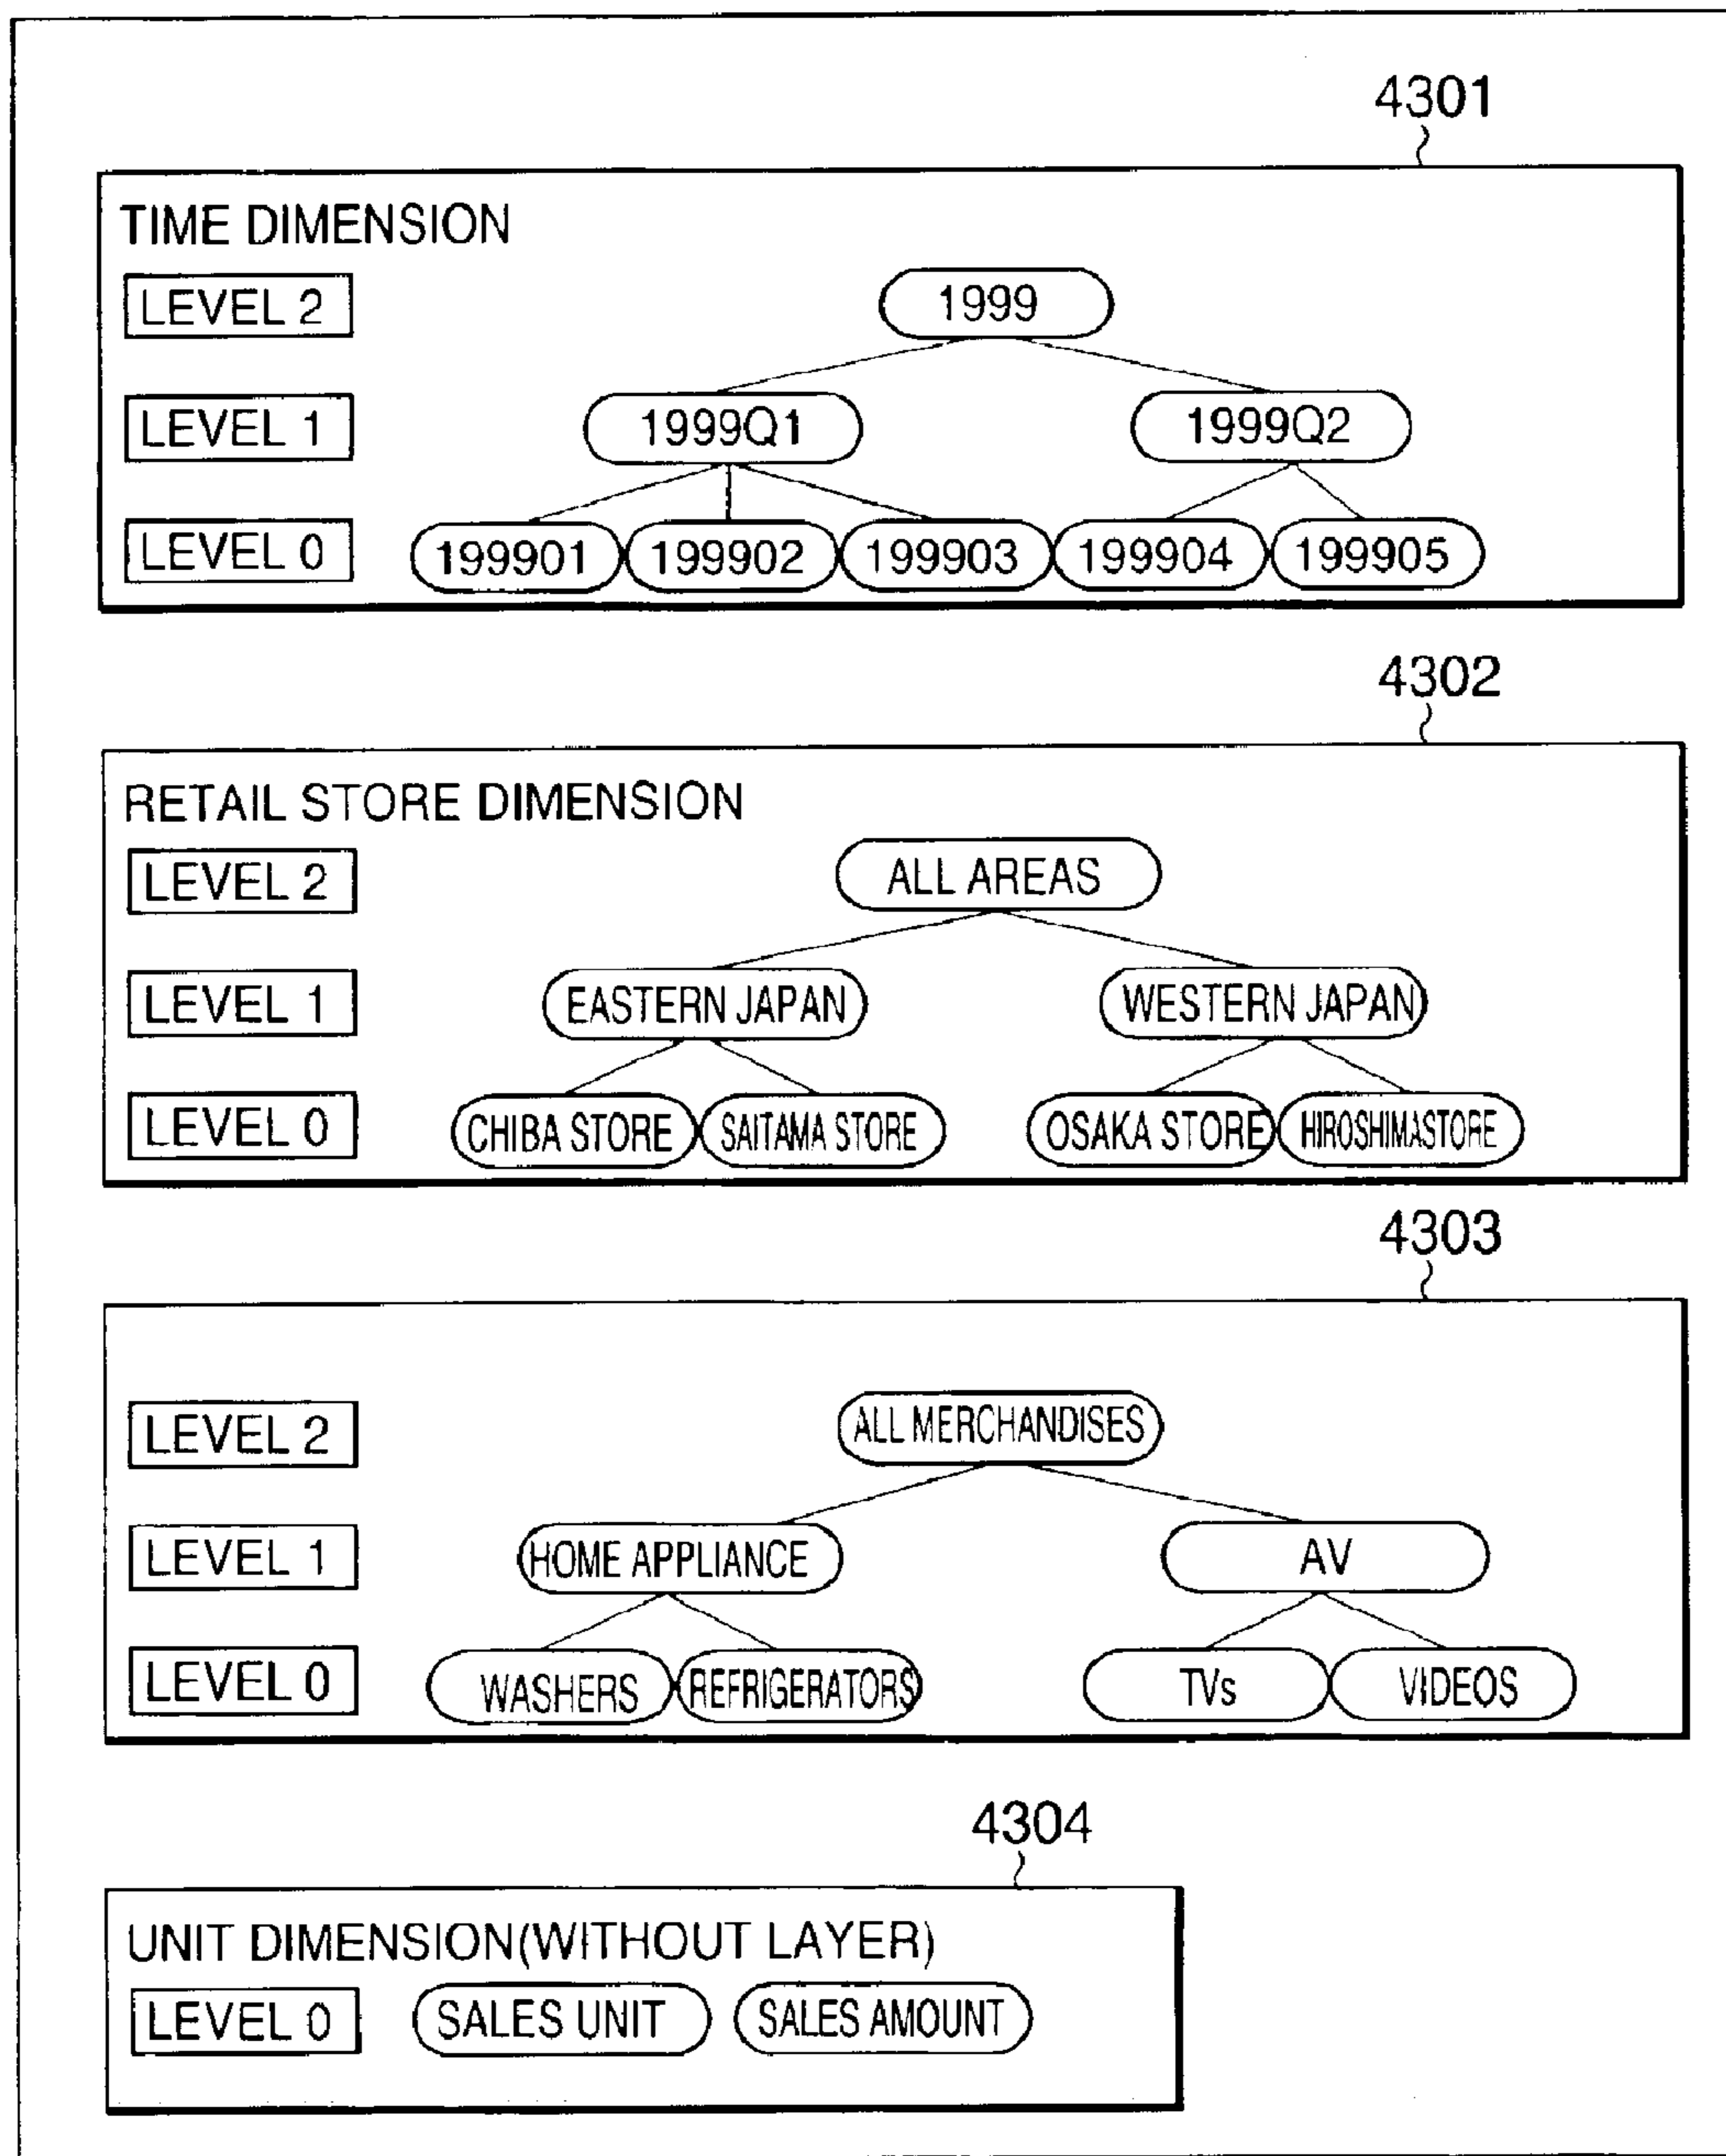 4301
TIME DIMENSION
LEVEL 2 1999
LEVEL 1 1999Q1 1999Q2
LEVEL 0 199901 199902 199903 199904 199905
4302
RETAIL STORE DIMENSION
LEVEL 2 ALL AREAS
LEVEL 1 EASTERN JAPAN WESTERN JAPAN
LEVEL 0 CHIBA STORE SAITAMA STORE OSAKA STORE HIROSHIMASTORE
4303
LEVEL 2 ALL MERCHANDISES
LEVEL 1 HOME APPLIANCE AV
LEVEL 0 WASHERS REFRIGERATORS TVs VIDEOS
4304
UNIT DIMENSION(WITHOUT LAYER)
LEVEL 0 SALES UNIT SALES AMOUNT